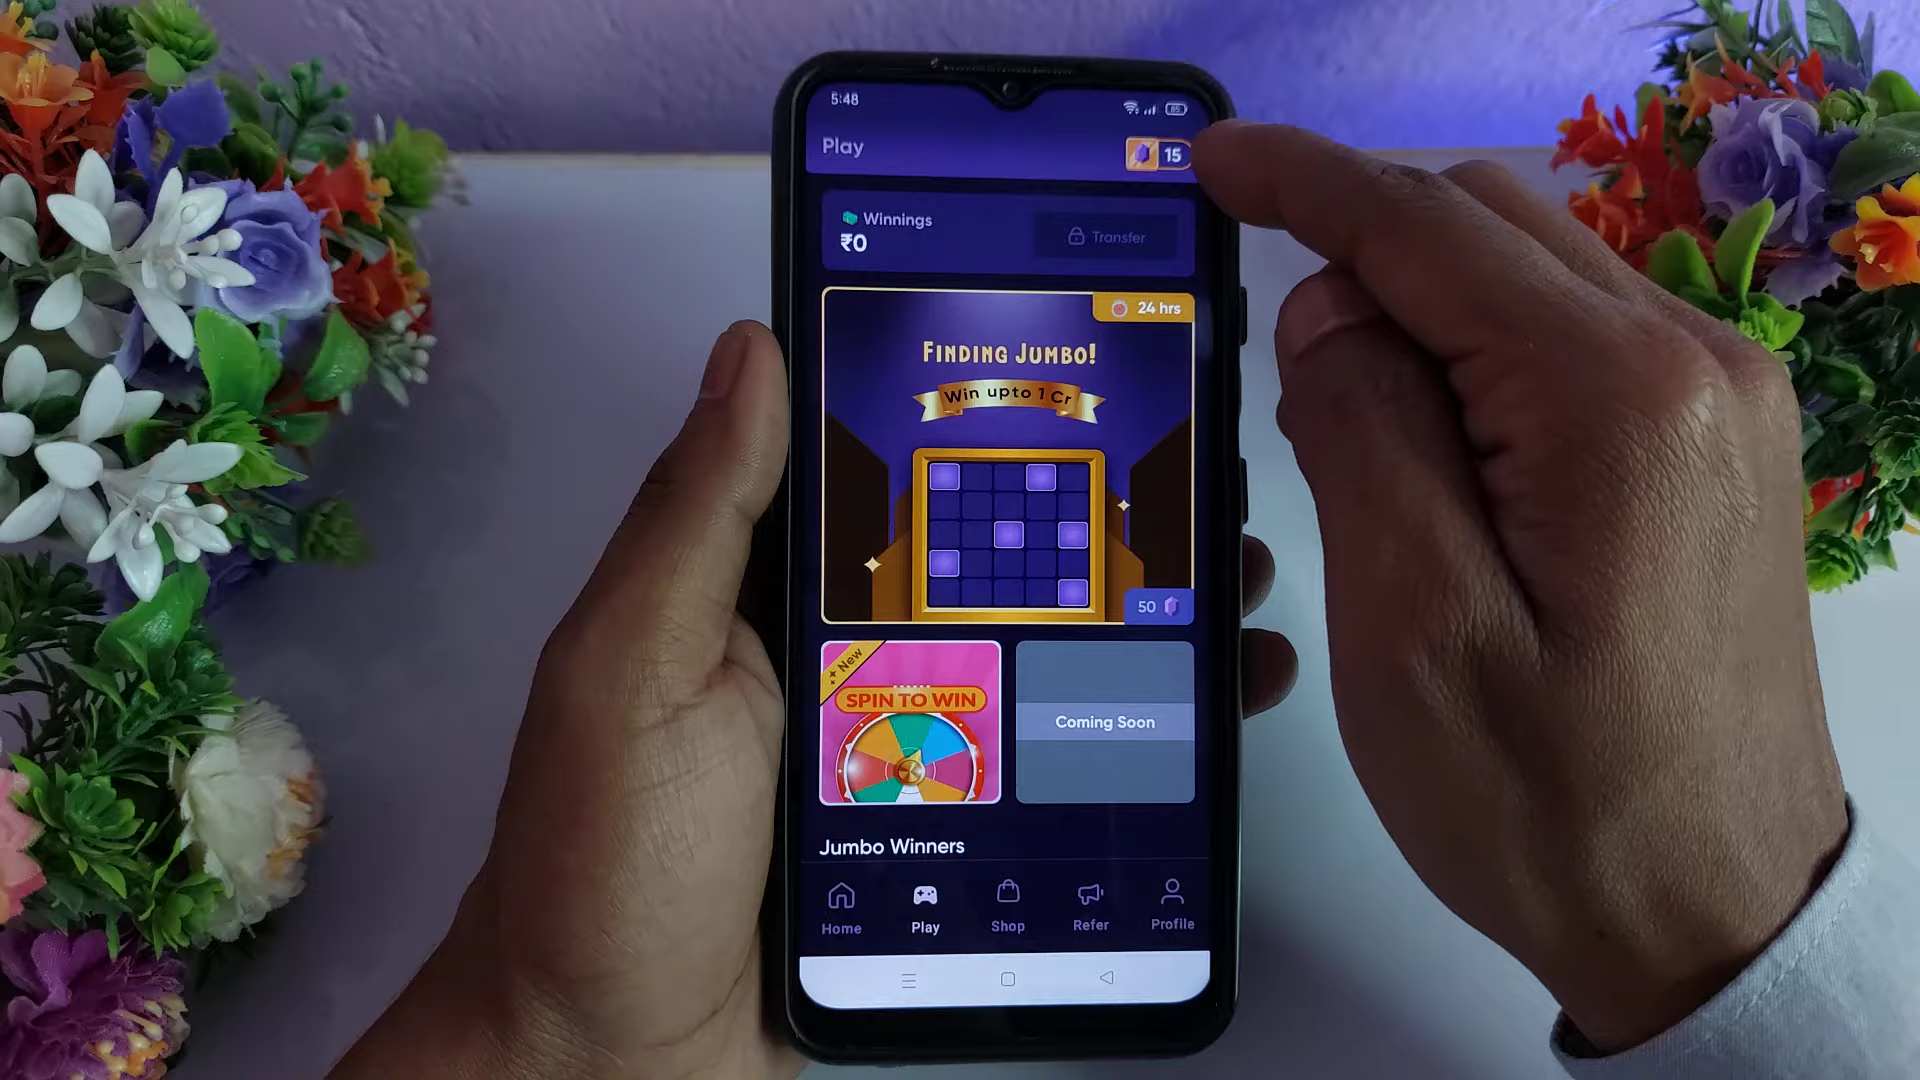 5:48
85
Play
15
Winnings
₹0
Transfer
24 hrs
FINDING JUMBO!
Win upto 1 Cr
50
New
SPIN TO WIN
Coming Soon
Jumbo Winners
Home
Play
Shop
Refer
Profile